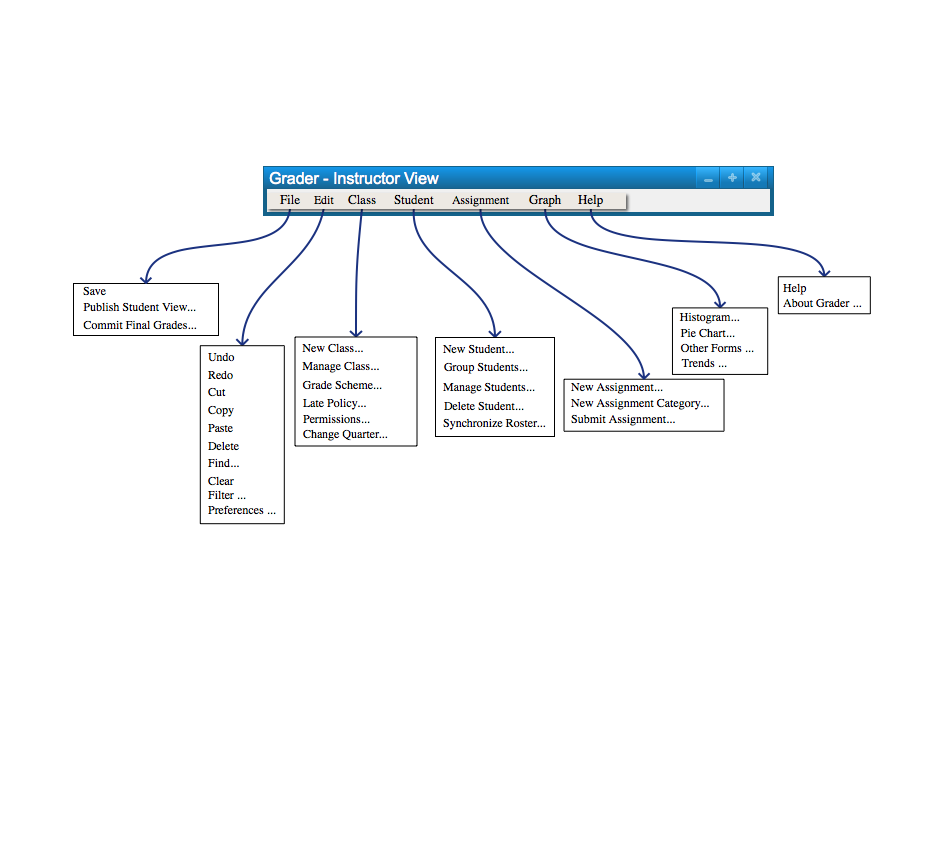 Grader - Instructor View
File Edit Class Student Assignment Graph Help
Save
Publish Student View...
Commit Final Grades...
Undo
Redo
Cut
Copy
Paste
Delete
Find...
Clear
Filter ...
Preferences ...
New Class...
Manage Class...
Grade Scheme...
Late Policy...
Permissions...
Change Quarter...
New Student...
Group Students...
Manage Students...
Delete Student...
Synchronize Roster...
New Assignment...
New Assignment Category...
Submit Assignment...
Histogram...
Pie Chart...
Other Forms ...
Trends ...
Help
About Grader ...